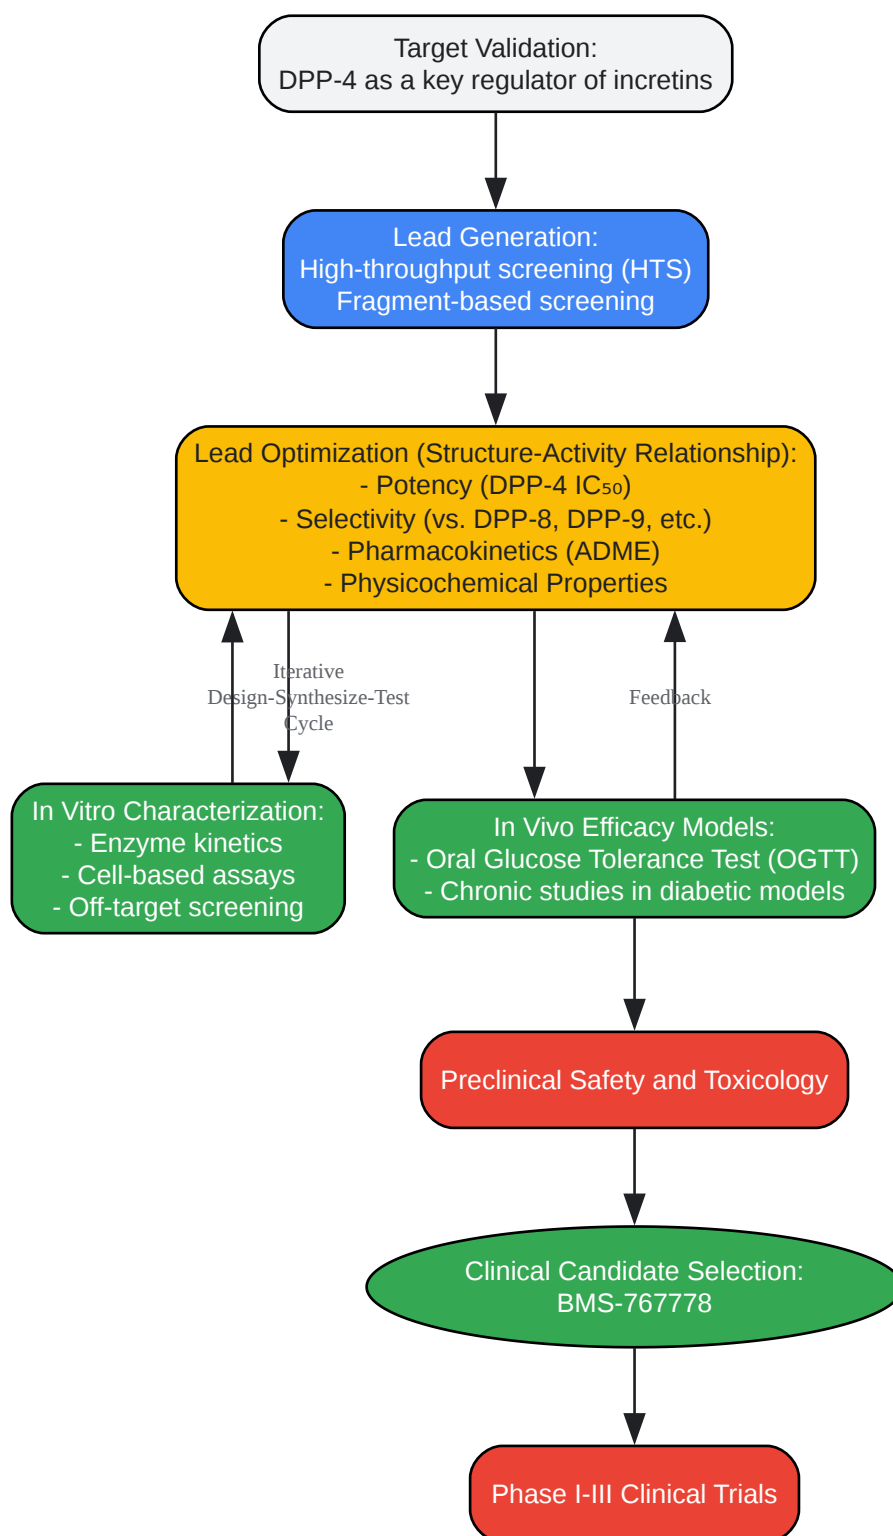 Target Validation:
DPP-4 as a key regulator of incretins
Lead Generation:
High-throughput screening (HTS)
Fragment-based screening
Lead Optimization (Structure-Activity Relationship):
- Potency (DPP-4 IC₅₀)
- Selectivity (vs. DPP-8, DPP-9, etc.)
- Pharmacokinetics (ADME)
- Physicochemical Properties
Iterative
Design-Synthesize-Test
Cycle
Feedback
In Vitro Characterization:
- Enzyme kinetics
- Cell-based assays
- Off-target screening
In Vivo Efficacy Models:
- Oral Glucose Tolerance Test (OGTT)
- Chronic studies in diabetic models
Preclinical Safety and Toxicology
Clinical Candidate Selection:
BMS-767778
Phase I-III Clinical Trials